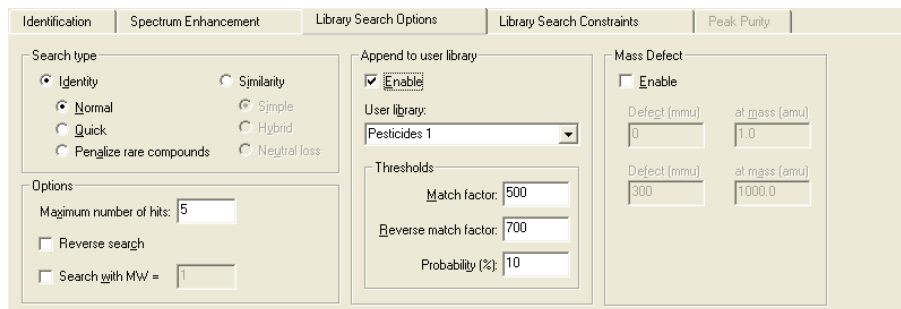 Identification
Spectrum Enhancement
Library Search Options
Library Search Constraints
Peak Purity
Search type
Identity
Similarity
Normal
Simple
Quick
Hybrid
Penalize rare compounds
Neutral loss
Options
Maximum number of hits: 5
Reverse search
Search with MW = 1
Append to user library
Enable
User library:
Pesticides 1
Thresholds
Match factor: 500
Reverse match factor: 700
Probability (%): 10
Mass Defect
Enable
Defect (mmu) at mass (amu)
0 1.0
Defect (mmu) at mass (amu)
300 1000.0